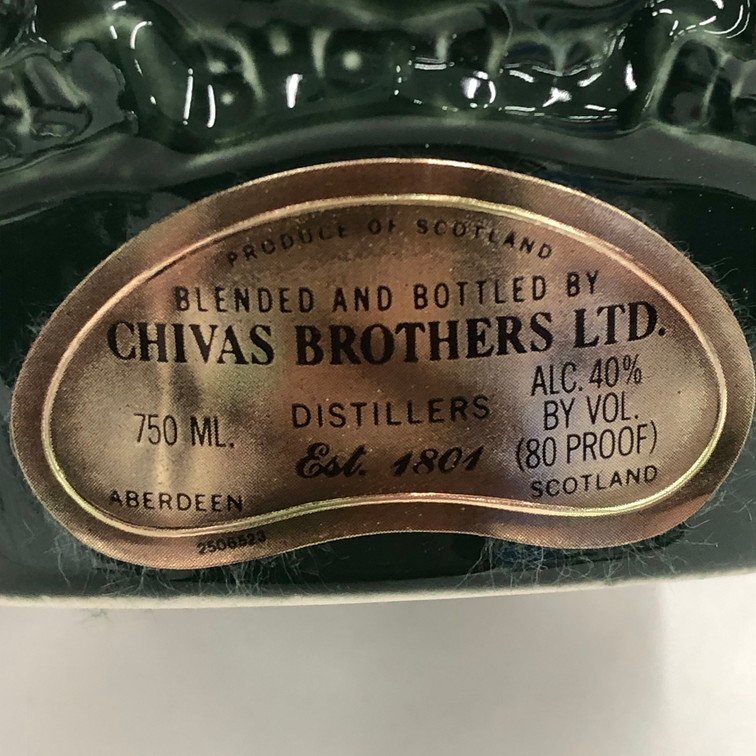 PRODUCE OF SCOTLAND
BLENDED AND BOTTLED BY
CHIVAS BROTHERS LTD.
750 ML.
DISTILLERS
Est. 1801
ALC. 40%
BY VOL.
(80 PROOF)
ABERDEEN
SCOTLAND
2506523